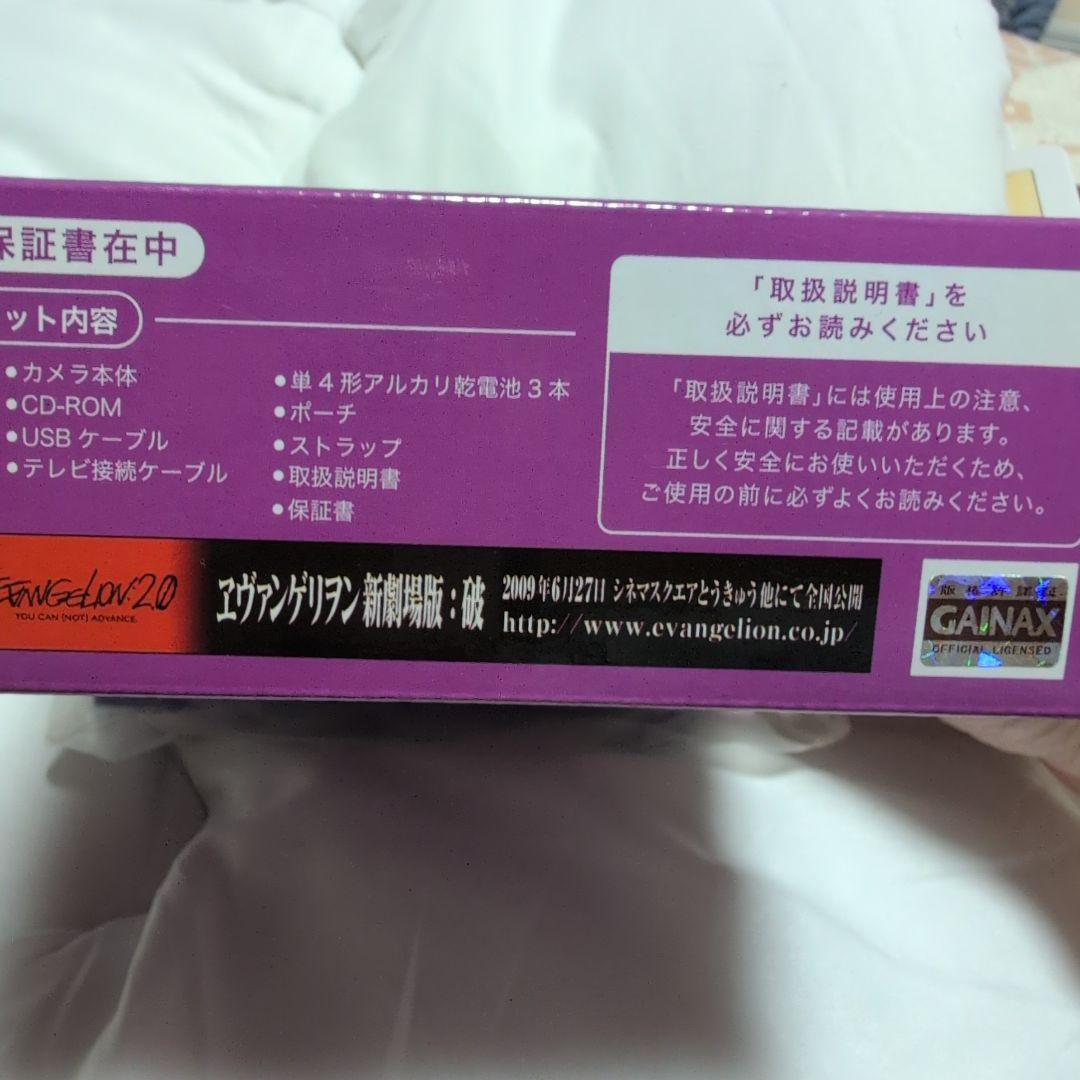 保証書在中
ット内容
•カメラ本体
•CD-ROM
•USBケーブル
•テレビ接続ケーブル
•単4形アルカリ乾電池3本
•ポーチ
•ストラップ
•取扱説明書
•保証書
「取扱説明書」を
必ずお読みください
「取扱説明書」には使用上の注意、
安全に関する記載があります。
正しく安全にお使いいただくため、
ご使用の前に必ずよくお読みください。
EVANGELION:2.0
YOU CAN (NOT) ADVANCE.
ヱヴァンゲリヲン新劇場版：破
2009年6月27日 シネマスクエアとうきゅう他にて全国公開
http://www.evangelion.co.jp/
版権許諾証
GAINAX
OFFICIAL LICENSED